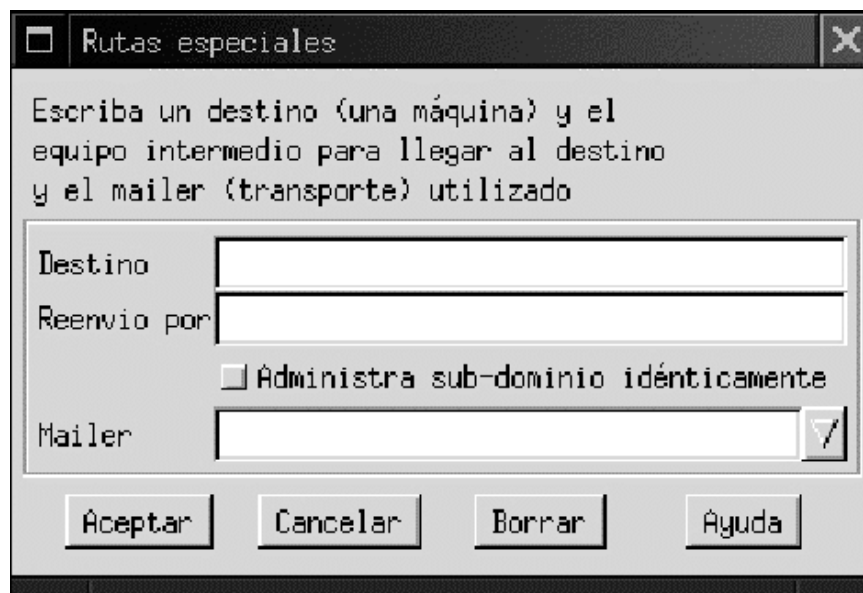 Rutas especiales
Escriba un destino (una máquina) y el
equipo intermedio para llegar al destino
y el mailer (transporte) utilizado
Destino
Reenvio por
Administra sub-dominio idénticamente
Mailer
Aceptar Cancelar Borrar Ayuda